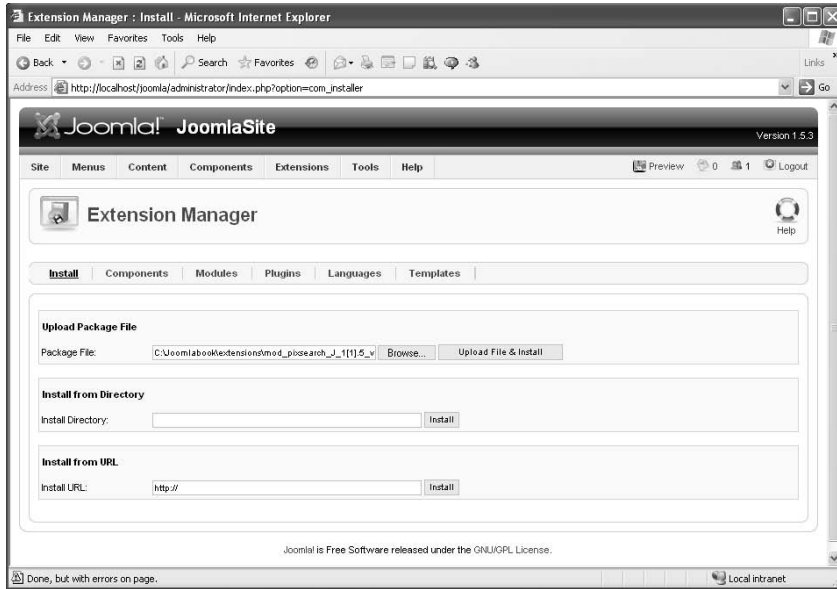 Extension Manager : Install - Microsoft Internet Explorer
File Edit View Favorites Tools Help
Back Search Favorites Links
Address http://localhost/joomla/administrator/index.php?option=com_installer Go
Joomla! JoomlaSite
Version 1.5.3
Site Menus Content Components Extensions Tools Help Preview 0 1 Logout
Extension Manager
Help
Install Components Modules Plugins Languages Templates
Upload Package File
Package File: C:\Joomlabook\extensions\mod_pixsearch_J_1[1].5_v Browse... Upload File & Install
Install from Directory
Install Directory: Install
Install from URL
Install URL: http:// Install
Joomla! is Free Software released under the GNU/GPL License.
Done, but with errors on page. Local intranet